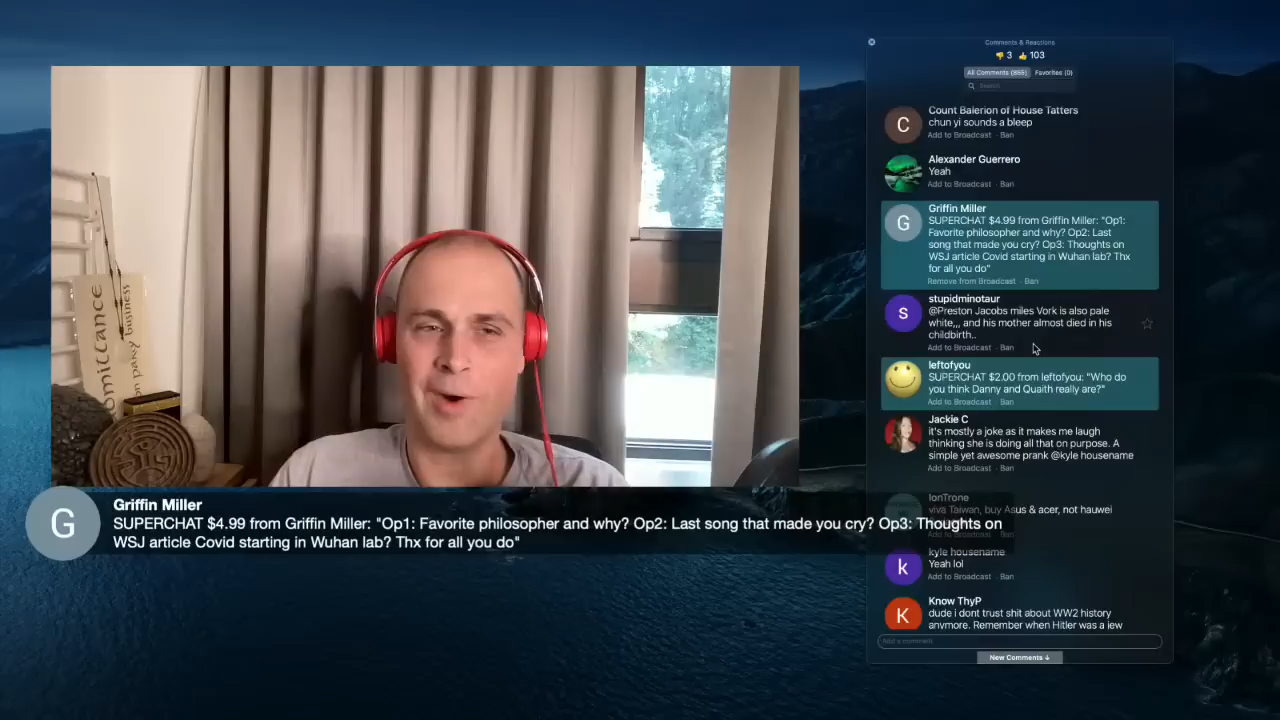 Comments & Reactions
👎 3 👍 103
All Comments (855) Favorites (0)
Search
C
Count Balerion of House Tatters
chun yi sounds a bleep
Add to Broadcast · Ban
Alexander Guerrero
Yeah
Add to Broadcast · Ban
G
Griffin Miller
SUPERCHAT $4.99 from Griffin Miller: "Op1:
Favorite philosopher and why? Op2: Last
song that made you cry? Op3: Thoughts on
WSJ article Covid starting in Wuhan lab? Thx
for all you do"
Remove from Broadcast · Ban
s
stupidminotaur
@Preston Jacobs miles Vork is also pale
white,,, and his mother almost died in his
childbirth..
Add to Broadcast · Ban
leftofyou
SUPERCHAT $2.00 from leftofyou: "Who do
you think Danny and Quaith really are?"
Add to Broadcast · Ban
Jackie C
it's mostly a joke as it makes me laugh
thinking she is doing all that on purpose. A
simple yet awesome prank @kyle housename
Add to Broadcast · Ban
IonTrone
viva Taiwan, buy Asus & acer, not hauwei
Add to Broadcast · Ban
k
kyle housename
Yeah lol
Add to Broadcast · Ban
K
Know ThyP
dude i dont trust shit about WW2 history
anymore. Remember when Hitler was a jew
Add a comment
New Comments ↓
omittance
on pany business
G
Griffin Miller
SUPERCHAT $4.99 from Griffin Miller: "Op1: Favorite philosopher and why? Op2: Last song that made you cry? Op3: Thoughts on
WSJ article Covid starting in Wuhan lab? Thx for all you do"